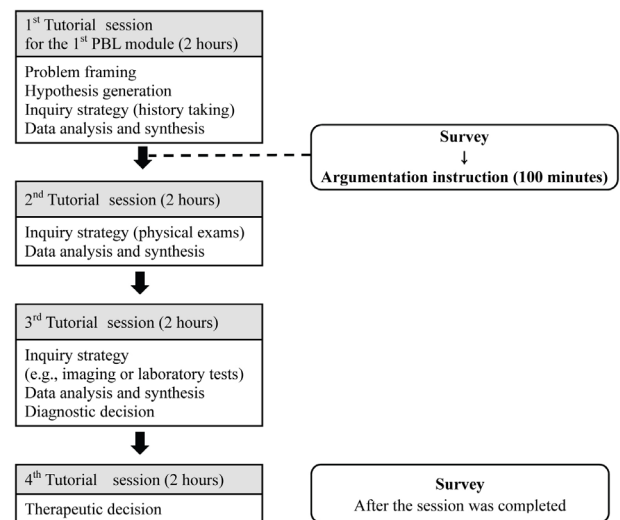 1st Tutorial session
for the 1st PBL module (2 hours)
Problem framing
Hypothesis generation
Inquiry strategy (history taking)
Data analysis and synthesis
Survey
↓
Argumentation instruction (100 minutes)
2nd Tutorial session (2 hours)
Inquiry strategy (physical exams)
Data analysis and synthesis
3rd Tutorial session (2 hours)
Inquiry strategy
(e.g., imaging or laboratory tests)
Data analysis and synthesis
Diagnostic decision
4th Tutorial session (2 hours)
Therapeutic decision
Survey
After the session was completed